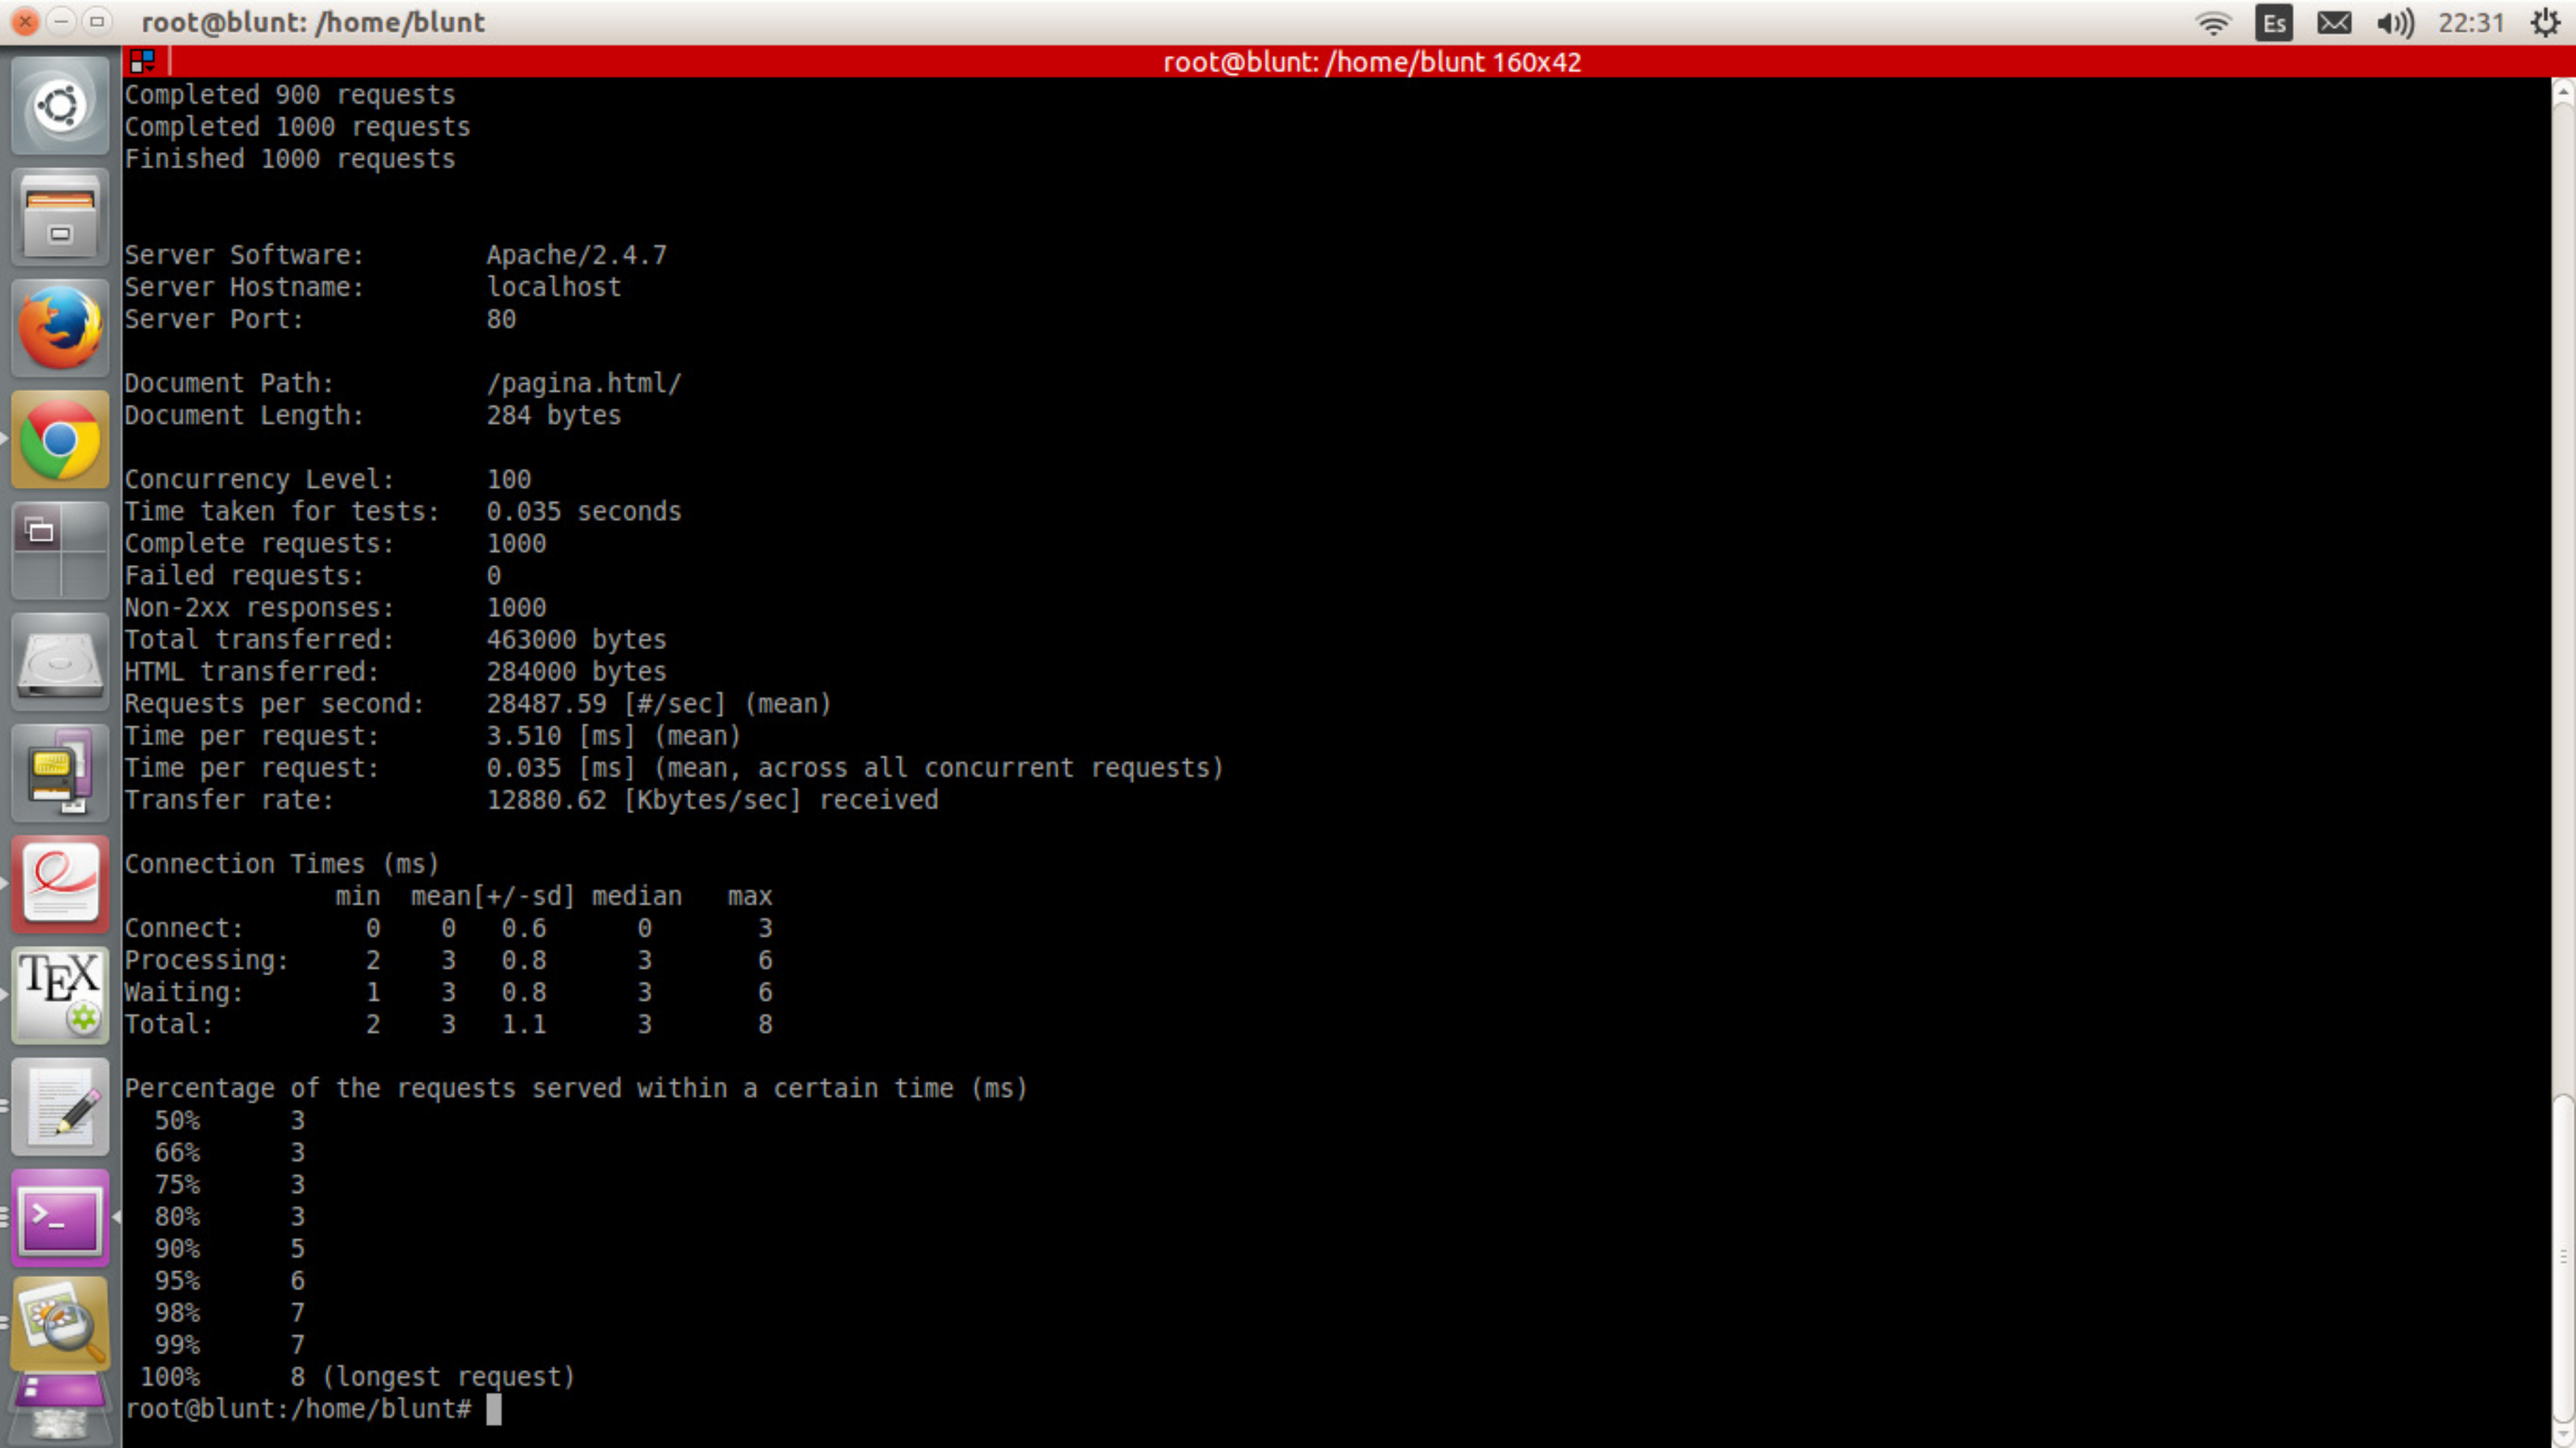 root@blunt: /home/blunt
Es
22:31
root@blunt: /home/blunt 160x42
Completed 900 requests
Completed 1000 requests
Finished 1000 requests
Server Software:        Apache/2.4.7
Server Hostname:        localhost
Server Port:            80
Document Path:          /pagina.html/
Document Length:        284 bytes
Concurrency Level:      100
Time taken for tests:   0.035 seconds
Complete requests:      1000
Failed requests:        0
Non-2xx responses:      1000
Total transferred:      463000 bytes
HTML transferred:       284000 bytes
Requests per second:    28487.59 [#/sec] (mean)
Time per request:       3.510 [ms] (mean)
Time per request:       0.035 [ms] (mean, across all concurrent requests)
Transfer rate:          12880.62 [Kbytes/sec] received
Connection Times (ms)
              min  mean[+/-sd] median   max
Connect:        0    0   0.6      0       3
Processing:     2    3   0.8      3       6
Waiting:        1    3   0.8      3       6
Total:          2    3   1.1      3       8
Percentage of the requests served within a certain time (ms)
  50%      3
  66%      3
  75%      3
  80%      3
  90%      5
  95%      6
  98%      7
  99%      7
 100%      8 (longest request)
root@blunt:/home/blunt#
TEX